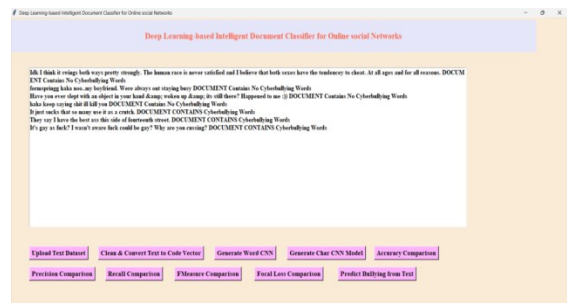 Deep Learning-based Intelligent Document Classifier for Online social Networks
Deep Learning-based Intelligent Document Classifier for Online social Networks
Idk I think it swings both ways pretty strongly. The human race is never satisfied and I believe that both sexes have the tendency to cheat. At all ages and for all reasons. DOCUM
ENT Contains No Cyberbullying Words
formspringg haha noo..my boyfriend. Were always out staying busy DOCUMENT Contains No Cyberbullying Words
Have you ever slept with an object in your hand &amp; woken up &amp; its still there? Happened to me :)) DOCUMENT Contains No Cyberbullying Words
haha keep saying shit ill kill you DOCUMENT Contains No Cyberbullying Words
It just sucks that so many use it as a crutch. DOCUMENT CONTAINS Cyberbullying Words
They say I have the best ass this side of fourteenth street. DOCUMENT CONTAINS Cyberbullying Words
It's gay as fuck? I wasn't aware fuck could be gay? Why are you cussing? DOCUMENT CONTAINS Cyberbullying Words
Upload Text Dataset Clean & Convert Text to Code Vector Generate Word CNN Generate Char CNN Model Accuracy Comparison
Precision Comparison Recall Comparison FMeasure Comparison Focal Loss Comparison Predict Bullying from Text